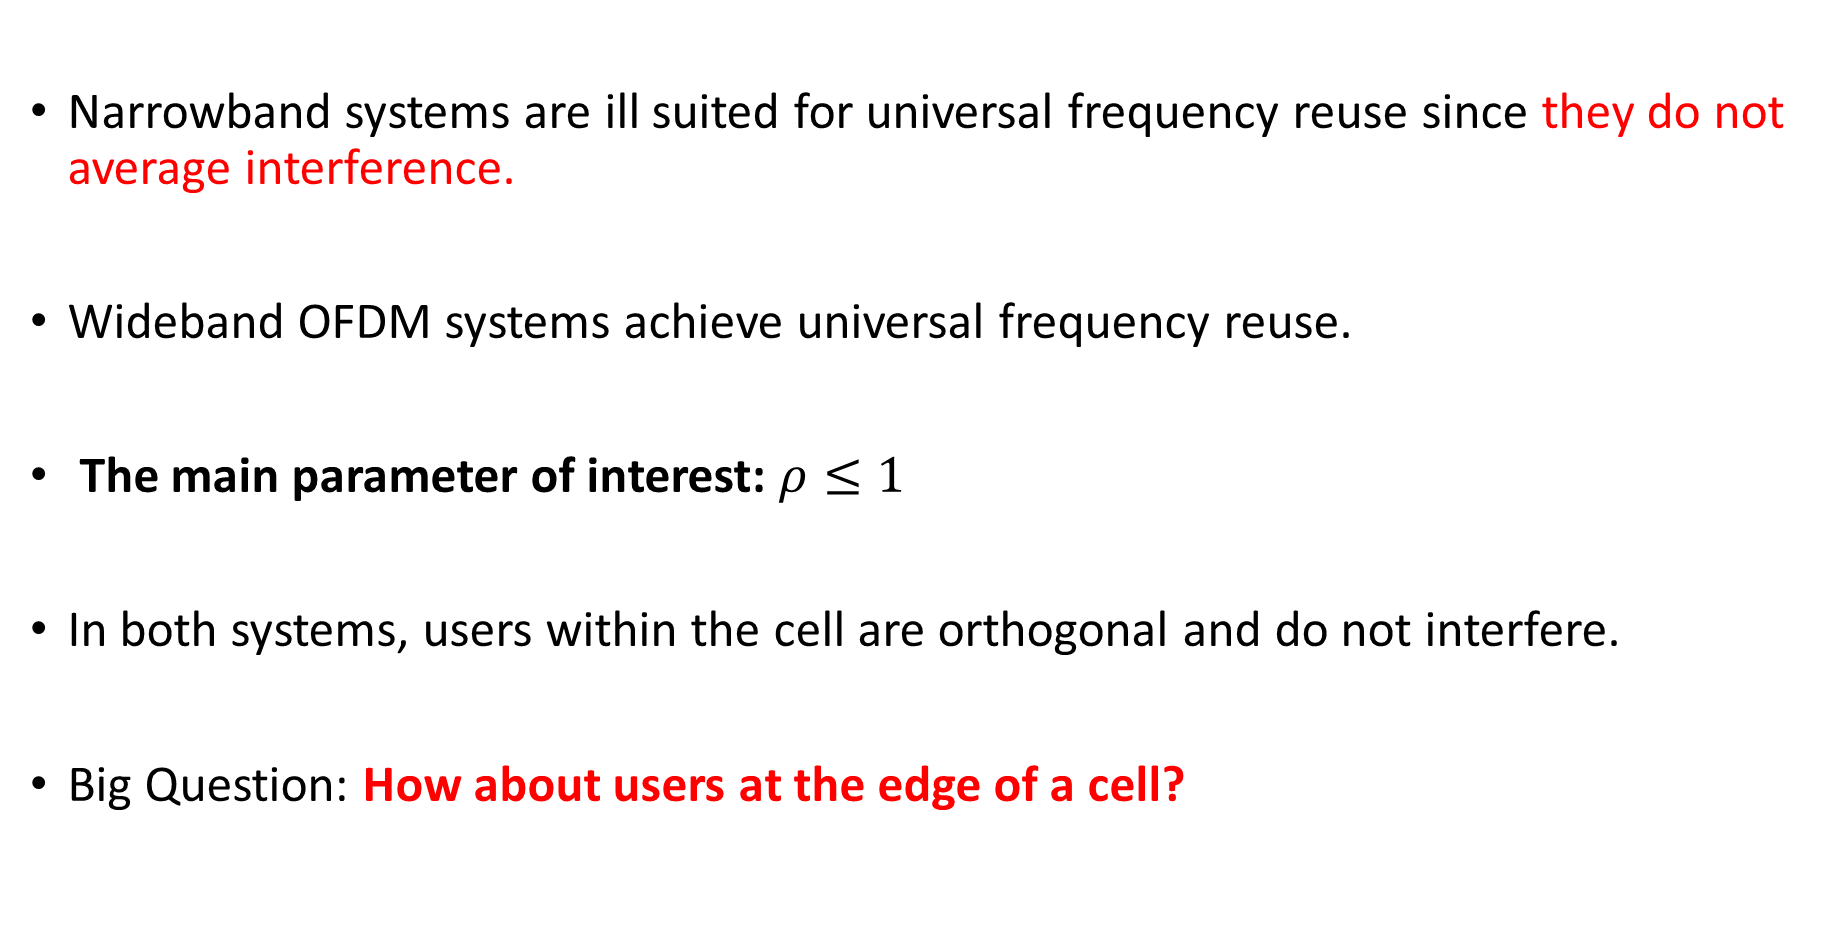 • Narrowband systems are ill suited for universal frequency reuse since they do not
average interference.
• Wideband OFDM systems achieve universal frequency reuse.
• The main parameter of interest: ρ ≤ 1
• In both systems, users within the cell are orthogonal and do not interfere.
• Big Question: How about users at the edge of a cell?